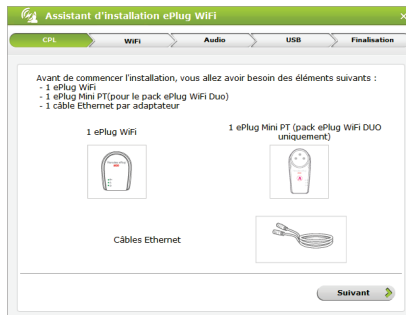 Assistant d'installation ePlug WiFi
CPL
WiFi
Audio
USB
Finalisation
Avant de commencer l'installation, vous allez avoir besoin des éléments suivants :
- 1 ePlug WiFi
- 1 ePlug Mini PT(pour le pack ePlug WiFi Duo)
- 1 câble Ethernet par adaptateur
1 ePlug WiFi
1 ePlug Mini PT (pack ePlug WiFi DUO
uniquement)
Câbles Ethernet
Suivant